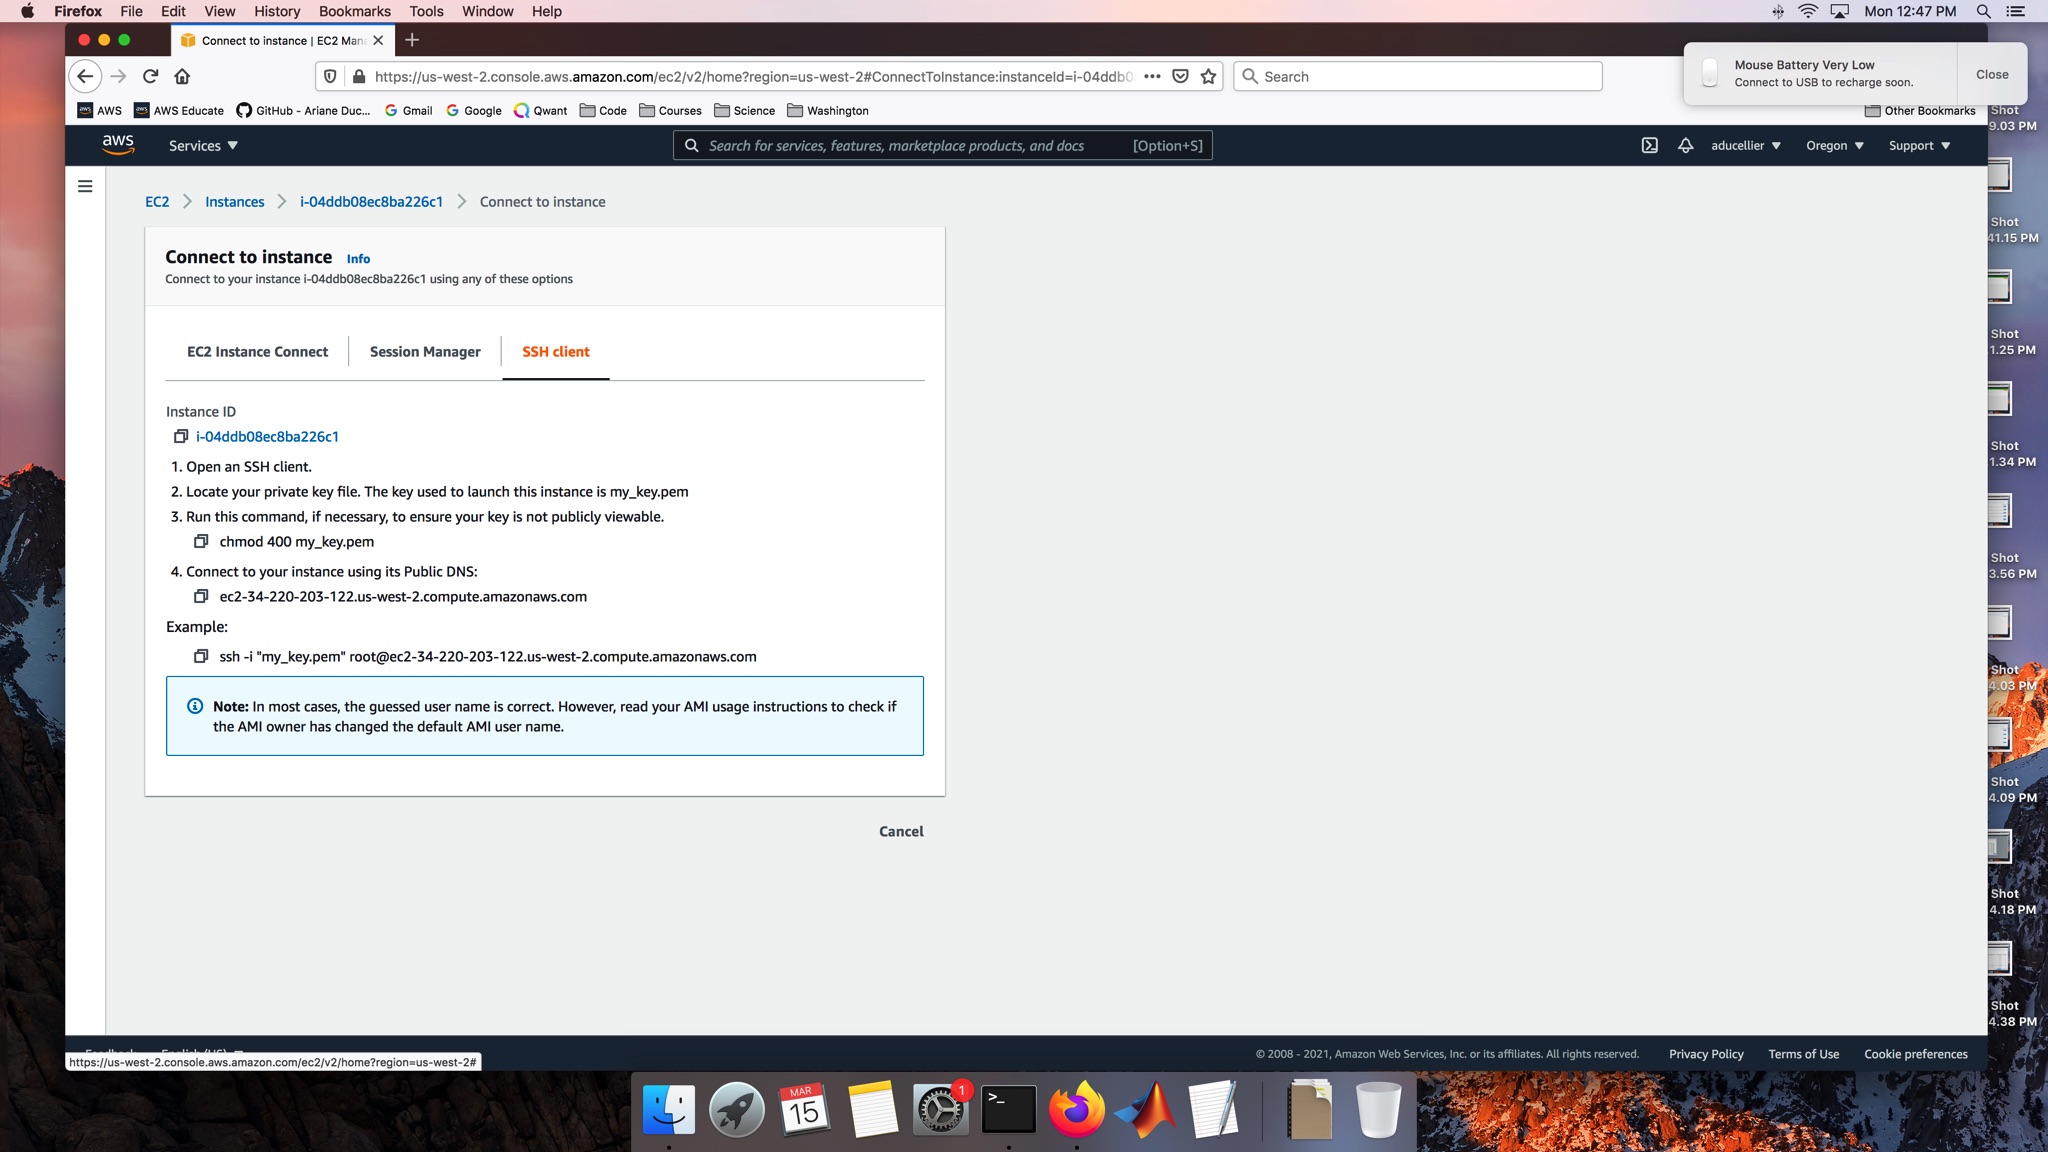 Firefox File Edit View History Bookmarks Tools Window Help Mon 12:47 PM
Connect to instance | EC2 Man
https://us-west-2.console.aws.amazon.com/ec2/v2/home?region=us-west-2#ConnectToInstance:instanceId=i-04ddb0 Search
Mouse Battery Very Low
Connect to USB to recharge soon.
Close
AWS AWS Educate GitHub - Ariane Duc... Gmail Google Qwant Code Courses Science Washington Other Bookmarks
aws Services Search for services, features, marketplace products, and docs [Option+S] aducellier Oregon Support
EC2 Instances i-04ddb08ec8ba226c1 Connect to instance
Connect to instance Info
Connect to your instance i-04ddb08ec8ba226c1 using any of these options
EC2 Instance Connect Session Manager SSH client
Instance ID
i-04ddb08ec8ba226c1
1. Open an SSH client.
2. Locate your private key file. The key used to launch this instance is my_key.pem
3. Run this command, if necessary, to ensure your key is not publicly viewable.
chmod 400 my_key.pem
4. Connect to your instance using its Public DNS:
ec2-34-220-203-122.us-west-2.compute.amazonaws.com
Example:
ssh -i "my_key.pem" root@ec2-34-220-203-122.us-west-2.compute.amazonaws.com
Note: In most cases, the guessed user name is correct. However, read your AMI usage instructions to check if
the AMI owner has changed the default AMI user name.
Cancel
Shot
9.03 PM
Shot
41.15 PM
Shot
1.25 PM
Shot
1.34 PM
Shot
3.56 PM
Shot
4.03 PM
Shot
4.09 PM
Shot
4.18 PM
Shot
4.38 PM
https://us-west-2.console.aws.amazon.com/ec2/v2/home?region=us-west-2#
© 2008 - 2021, Amazon Web Services, Inc. or its affiliates. All rights reserved. Privacy Policy Terms of Use Cookie preferences
MAR
15
1
>_